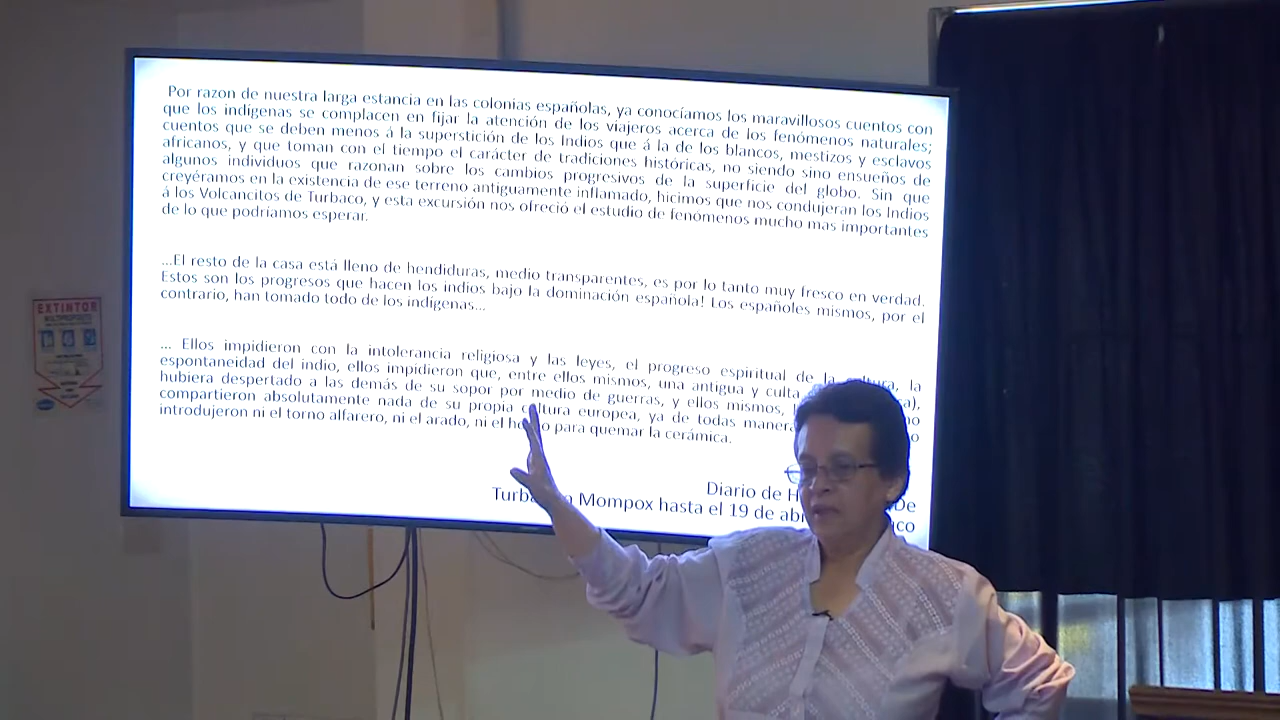 Por razon de nuestra larga estancia en las colonias españolas, ya conocíamos los maravillosos cuentos con
que los indígenas se complacen en fijar la atención de los viajeros acerca de los fenómenos naturales;
cuentos que se deben menos á la superstición de los Indios que á la de los blancos, mestizos y esclavos
africanos, y que toman con el tiempo el carácter de tradiciones históricas, no siendo sino ensueños de
algunos individuos que razonan sobre los cambios progresivos de la superficie del globo. Sin que
creyéramos en la existencia de ese terreno antiguamente inflamado, hicimos que nos condujeran los Indios
á los Volcancitos de Turbaco, y esta excursión nos ofreció el estudio de fenómenos mucho mas importantes
de lo que podríamos esperar.
...El resto de la casa está lleno de hendiduras, medio transparentes, es por lo tanto muy fresco en verdad.
Estos son los progresos que hacen los indios bajo la dominación española! Los españoles mismos, por el
contrario, han tomado todo de los indígenas...
... Ellos impidieron con la intolerancia religiosa y las leyes, el progreso espiritual de la cultura, la
espontaneidad del indio, ellos impidieron que, entre ellos mismos, una antigua y culta
hubiera despertado a las demás de su sopor por medio de guerras, y ellos mismos,
compartieron absolutamente nada de su propia cultura europea, ya de todas manera
introdujeron ni el torno alfarero, ni el arado, ni el horno para quemar la cerámica.
Diario de H De
Turbaco a Mompox hasta el 19 de abr
EXTINTOR
MULTIPROPOSITO